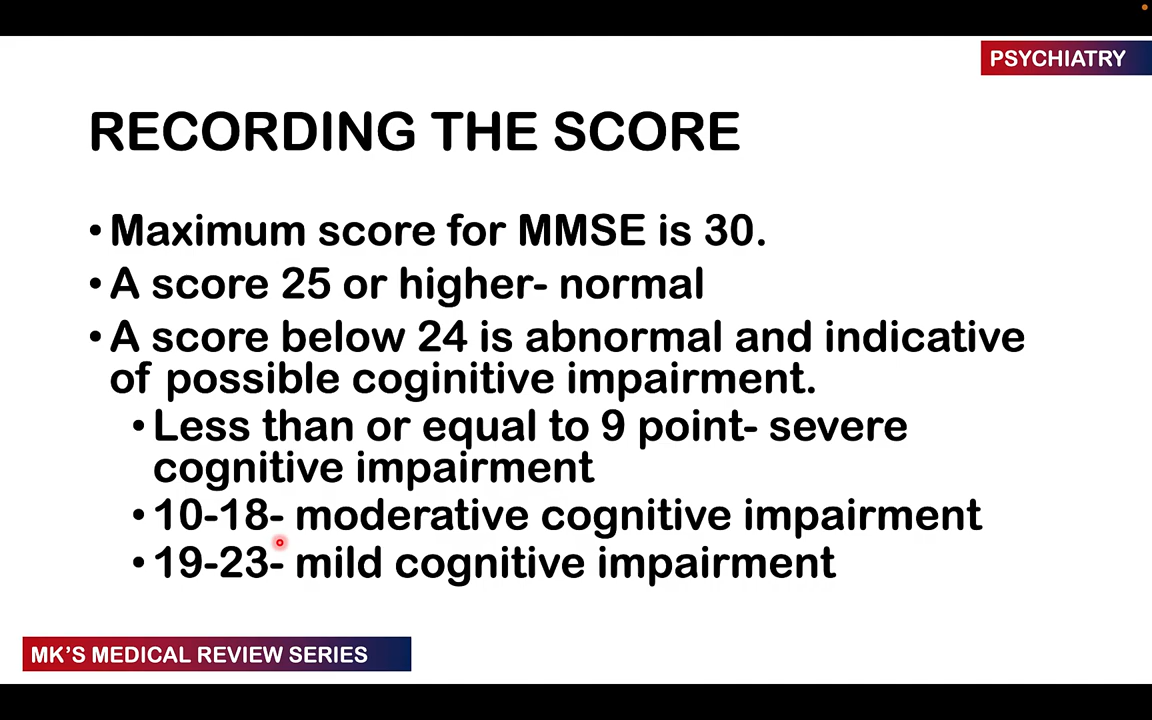 PSYCHIATRY
RECORDING THE SCORE
•Maximum score for MMSE is 30.
•A score 25 or higher- normal
•A score below 24 is abnormal and indicative
of possible coginitive impairment.
•Less than or equal to 9 point- severe
cognitive impairment
•10-18- moderative cognitive impairment
•19-23- mild cognitive impairment
MK'S MEDICAL REVIEW SERIES